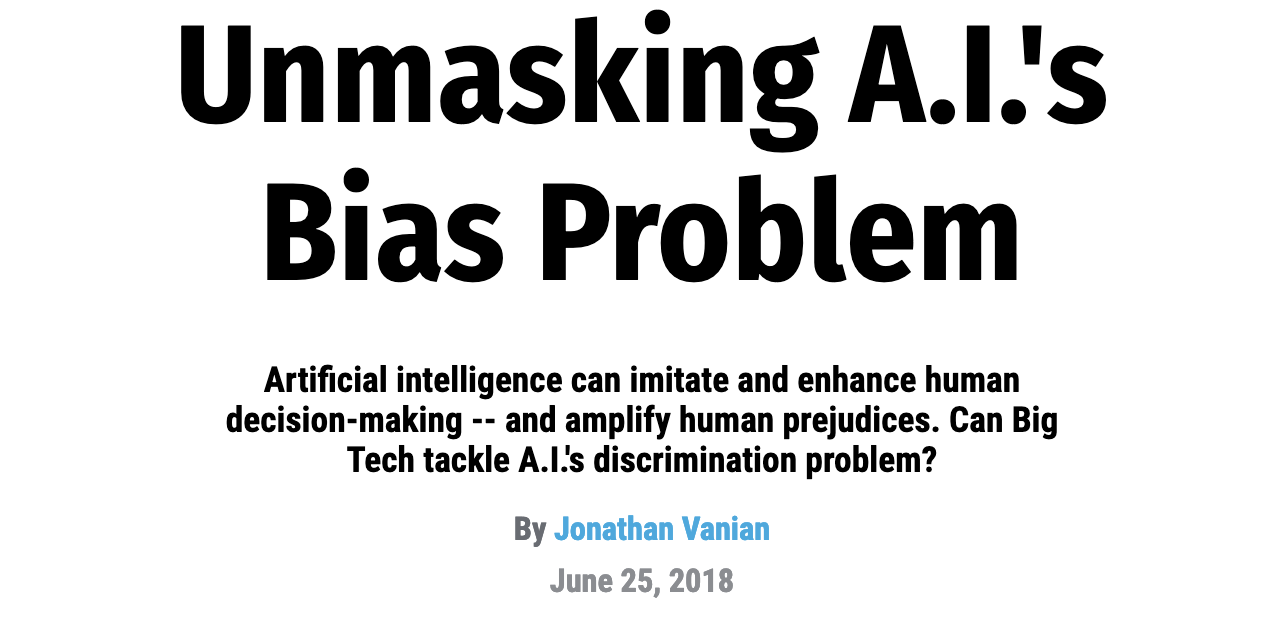 Unmasking A.I.'s
Bias Problem
Artificial intelligence can imitate and enhance human
decision-making -- and amplify human prejudices. Can Big
Tech tackle A.I.'s discrimination problem?
By Jonathan Vanian
June 25, 2018